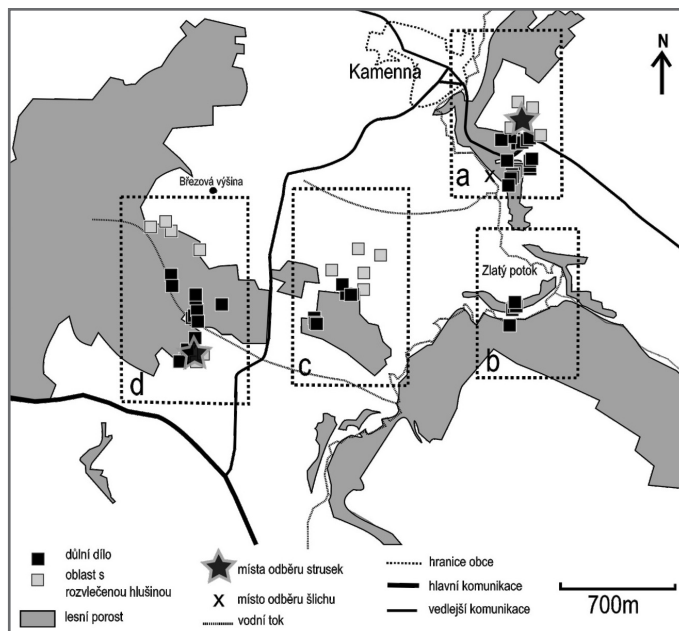 Kamenná
N
a
Březová výšina
Zlatý potok
X
b
c
d
důlní dílo
oblast s
rozvlečenou hlušinou
lesní porost
místa odběru strusek
X místo odběru šlichu
vodní tok
hranice obce
hlavní komunikace
vedlejší komunikace
700m